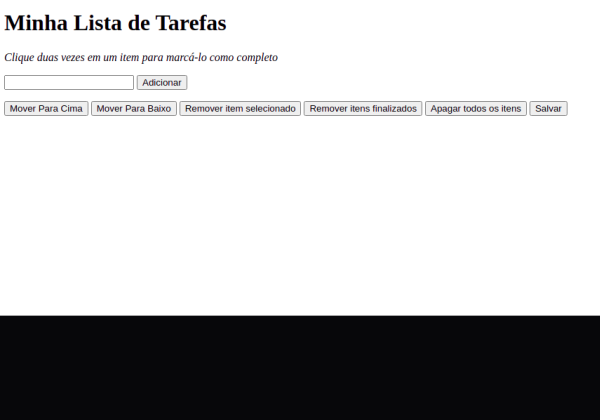 Minha Lista de Tarefas
Clique duas vezes em um item para marcá-lo como completo
Adicionar
Mover Para Cima Mover Para Baixo Remover item selecionado Remover itens finalizados Apagar todos os itens Salvar